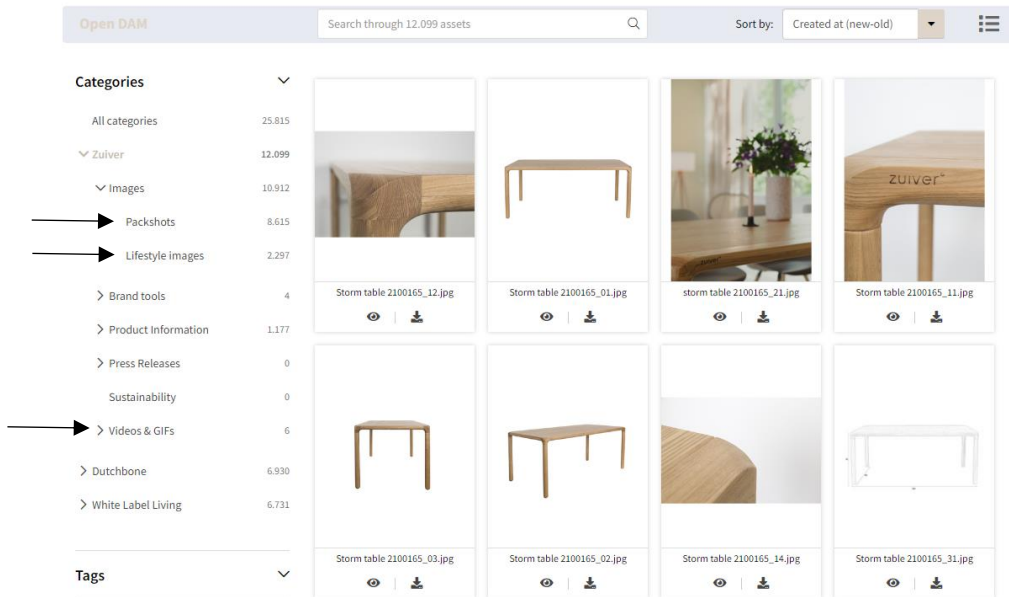 Open DAM
Search through 12.099 assets
Sort by:
Created at (new-old)
Categories
All categories 25.815
Zuiver 12.099
Images 10.912
Packshots 8.615
Lifestyle images 2.297
Brand tools 4
Product Information 1.177
Press Releases 0
Sustainability 0
Videos & GIFs 6
Dutchbone 6.930
White Label Living 6.731
Tags
zuiver
Storm table 2100165_12.jpg
Storm table 2100165_01.jpg
storm table 2100165_21.jpg
Storm table 2100165_11.jpg
Storm table 2100165_03.jpg
Storm table 2100165_02.jpg
Storm table 2100165_14.jpg
Storm table 2100165_31.jpg